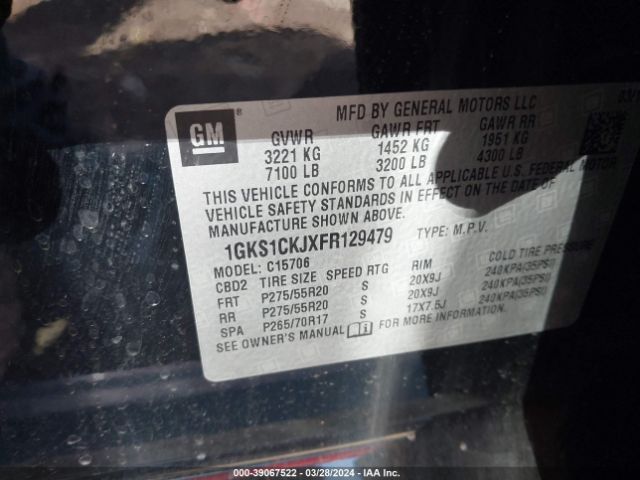 MFD BY GENERAL MOTORS LLC
GM ®
GVWR GAWR FRT GAWR RR
3221 KG 1452 KG 1951 KG
7100 LB 3200 LB 4300 LB
THIS VEHICLE CONFORMS TO ALL APPLICABLE U.S. FEDERAL MOTOR
VEHICLE SAFETY STANDARDS IN EFFECT ON THE DATE OF
MANUFACTURE SHOWN ABOVE.
1GKS1CKJXFR129479 TYPE: M.P.V.
MODEL: C15706
CBD2 TIRE SIZE SPEED RTG RIM COLD TIRE PRESSURE
FRT P275/55R20 S 20X9J 240KPA(35PSI)
RR P275/55R20 S 20X9J 240KPA(35PSI)
SPA P265/70R17 S 17X7.5J 240KPA(35PSI)
SEE OWNER'S MANUAL FOR MORE INFORMATION.
000-39067522 - 03/28/2024 - IAA Inc.